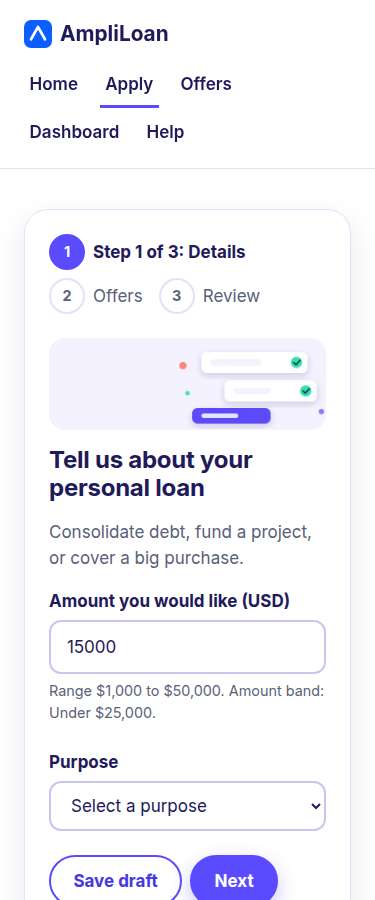 AmpliLoan
Home Apply Offers
Dashboard Help
1 Step 1 of 3: Details
2 Offers 3 Review
Tell us about your
personal loan
Consolidate debt, fund a project,
or cover a big purchase.
Amount you would like (USD)
15000
Range $1,000 to $50,000. Amount band:
Under $25,000.
Purpose
Select a purpose
Save draft Next